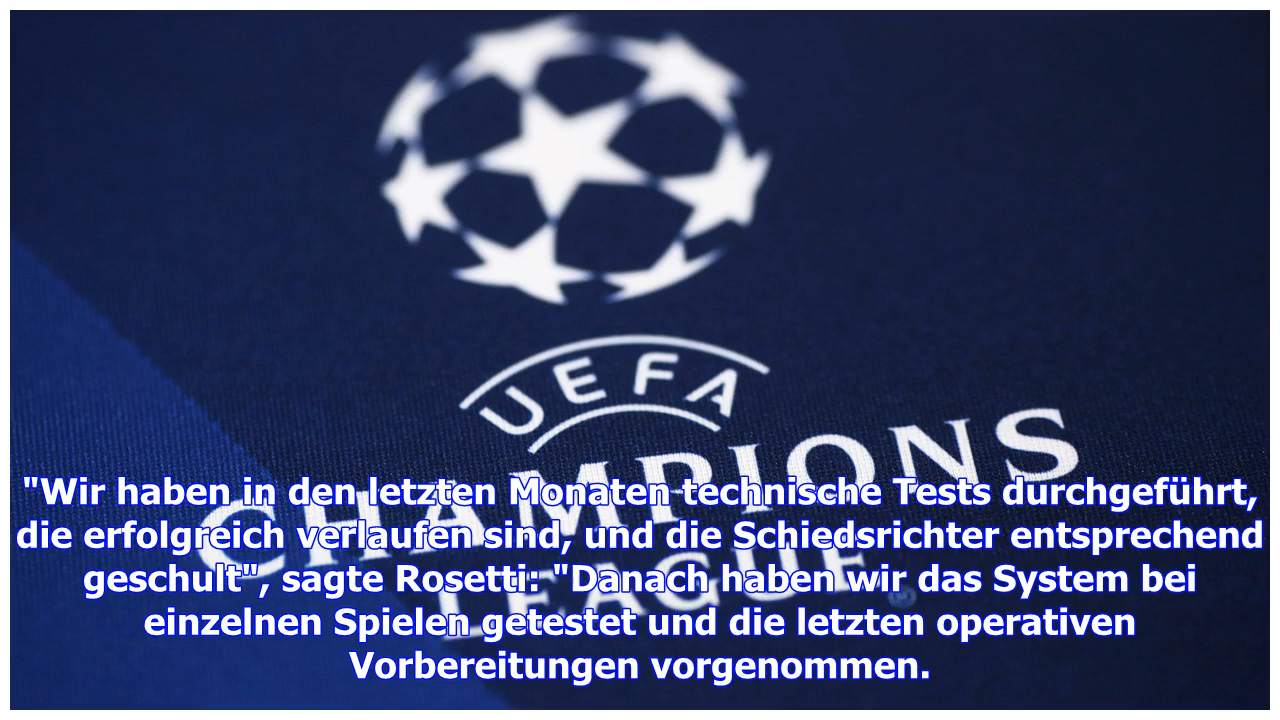 UEFA
CHAMPIONS
LEAGUE
"Wir haben in den letzten Monaten technische Tests durchgeführt,
die erfolgreich verlaufen sind, und die Schiedsrichter entsprechend
geschult", sagte Rosetti: "Danach haben wir das System bei
einzelnen Spielen getestet und die letzten operativen
Vorbereitungen vorgenommen.